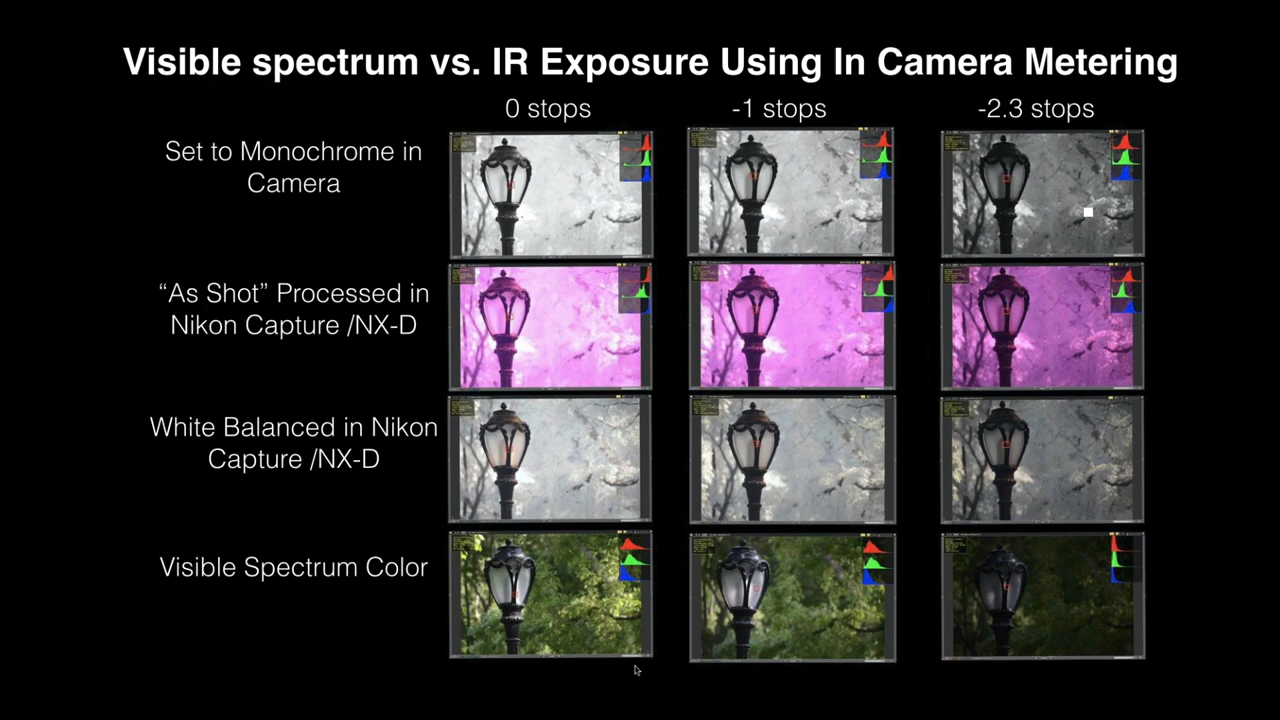 Visible spectrum vs. IR Exposure Using In Camera Metering
0 stops
-1 stops
-2.3 stops
Set to Monochrome in
Camera
“As Shot” Processed in
Nikon Capture /NX-D
White Balanced in Nikon
Capture /NX-D
Visible Spectrum Color